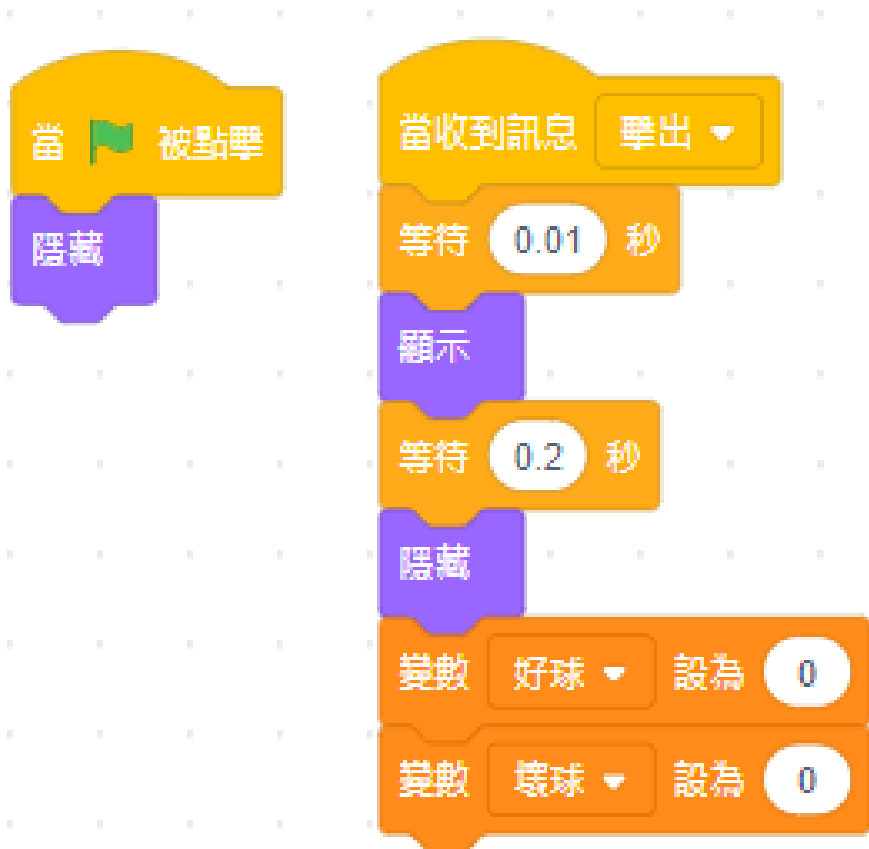 當 被點擊
隱藏
當收到訊息 擊出
等待 0.01 秒
顯示
等待 0.2 秒
隱藏
變數 好球 設為 0
變數 壞球 設為 0